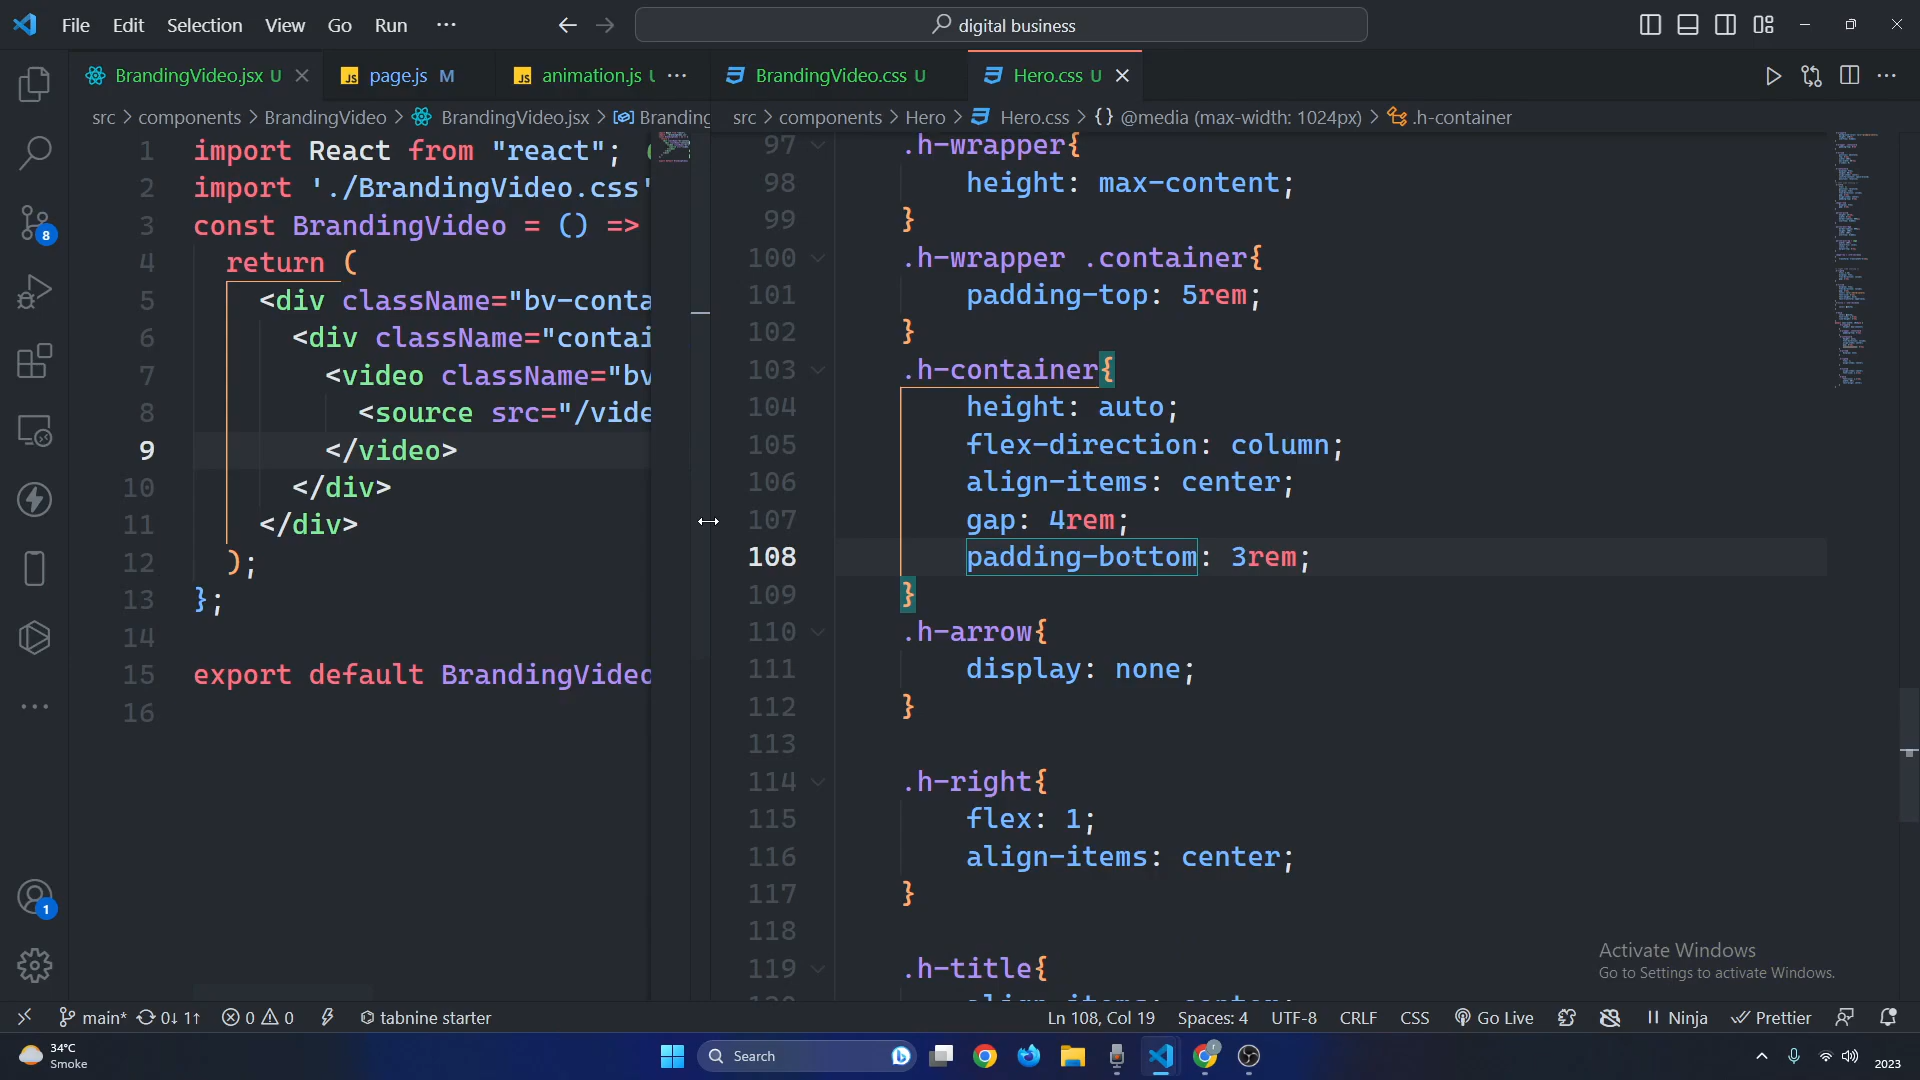 File Edit Selection View Go Run ···
digital business
BrandingVideo.jsx U
page.js M
animation.js
BrandingVideo.css U
Hero.css U
src > components > BrandingVideo > BrandingVideo.jsx >
src > components > Hero > Hero.css > {} @media (max-width: 1024px) > .h-container
1 import React from "react";
2 import './BrandingVideo.css'
3 const BrandingVideo = () =>
4 return (
5 <div className="bv-conta
6 <div className="contai
7 <video className="bv
8 <source src="/vide
9 </video>
10 </div>
11 </div>
12 );
13 };
14
15 export default BrandingVideo
16
97 .h-wrapper{
98 height: max-content;
99 }
100 .h-wrapper .container{
101 padding-top: 5rem;
102 }
103 .h-container{
104 height: auto;
105 flex-direction: column;
106 align-items: center;
107 gap: 4rem;
108 padding-bottom: 3rem;
109 }
110 .h-arrow{
111 display: none;
112 }
113
114 .h-right{
115 flex: 1;
116 align-items: center;
117 }
118
119 .h-title{
8
1
Activate Windows
Go to Settings to activate Windows.
main* 0↓ 1↑ 0 0 tabnine starter
Ln 108, Col 19 Spaces: 4 UTF-8 CRLF CSS Go Live Ninja Prettier
34°C
Smoke
Search
2023